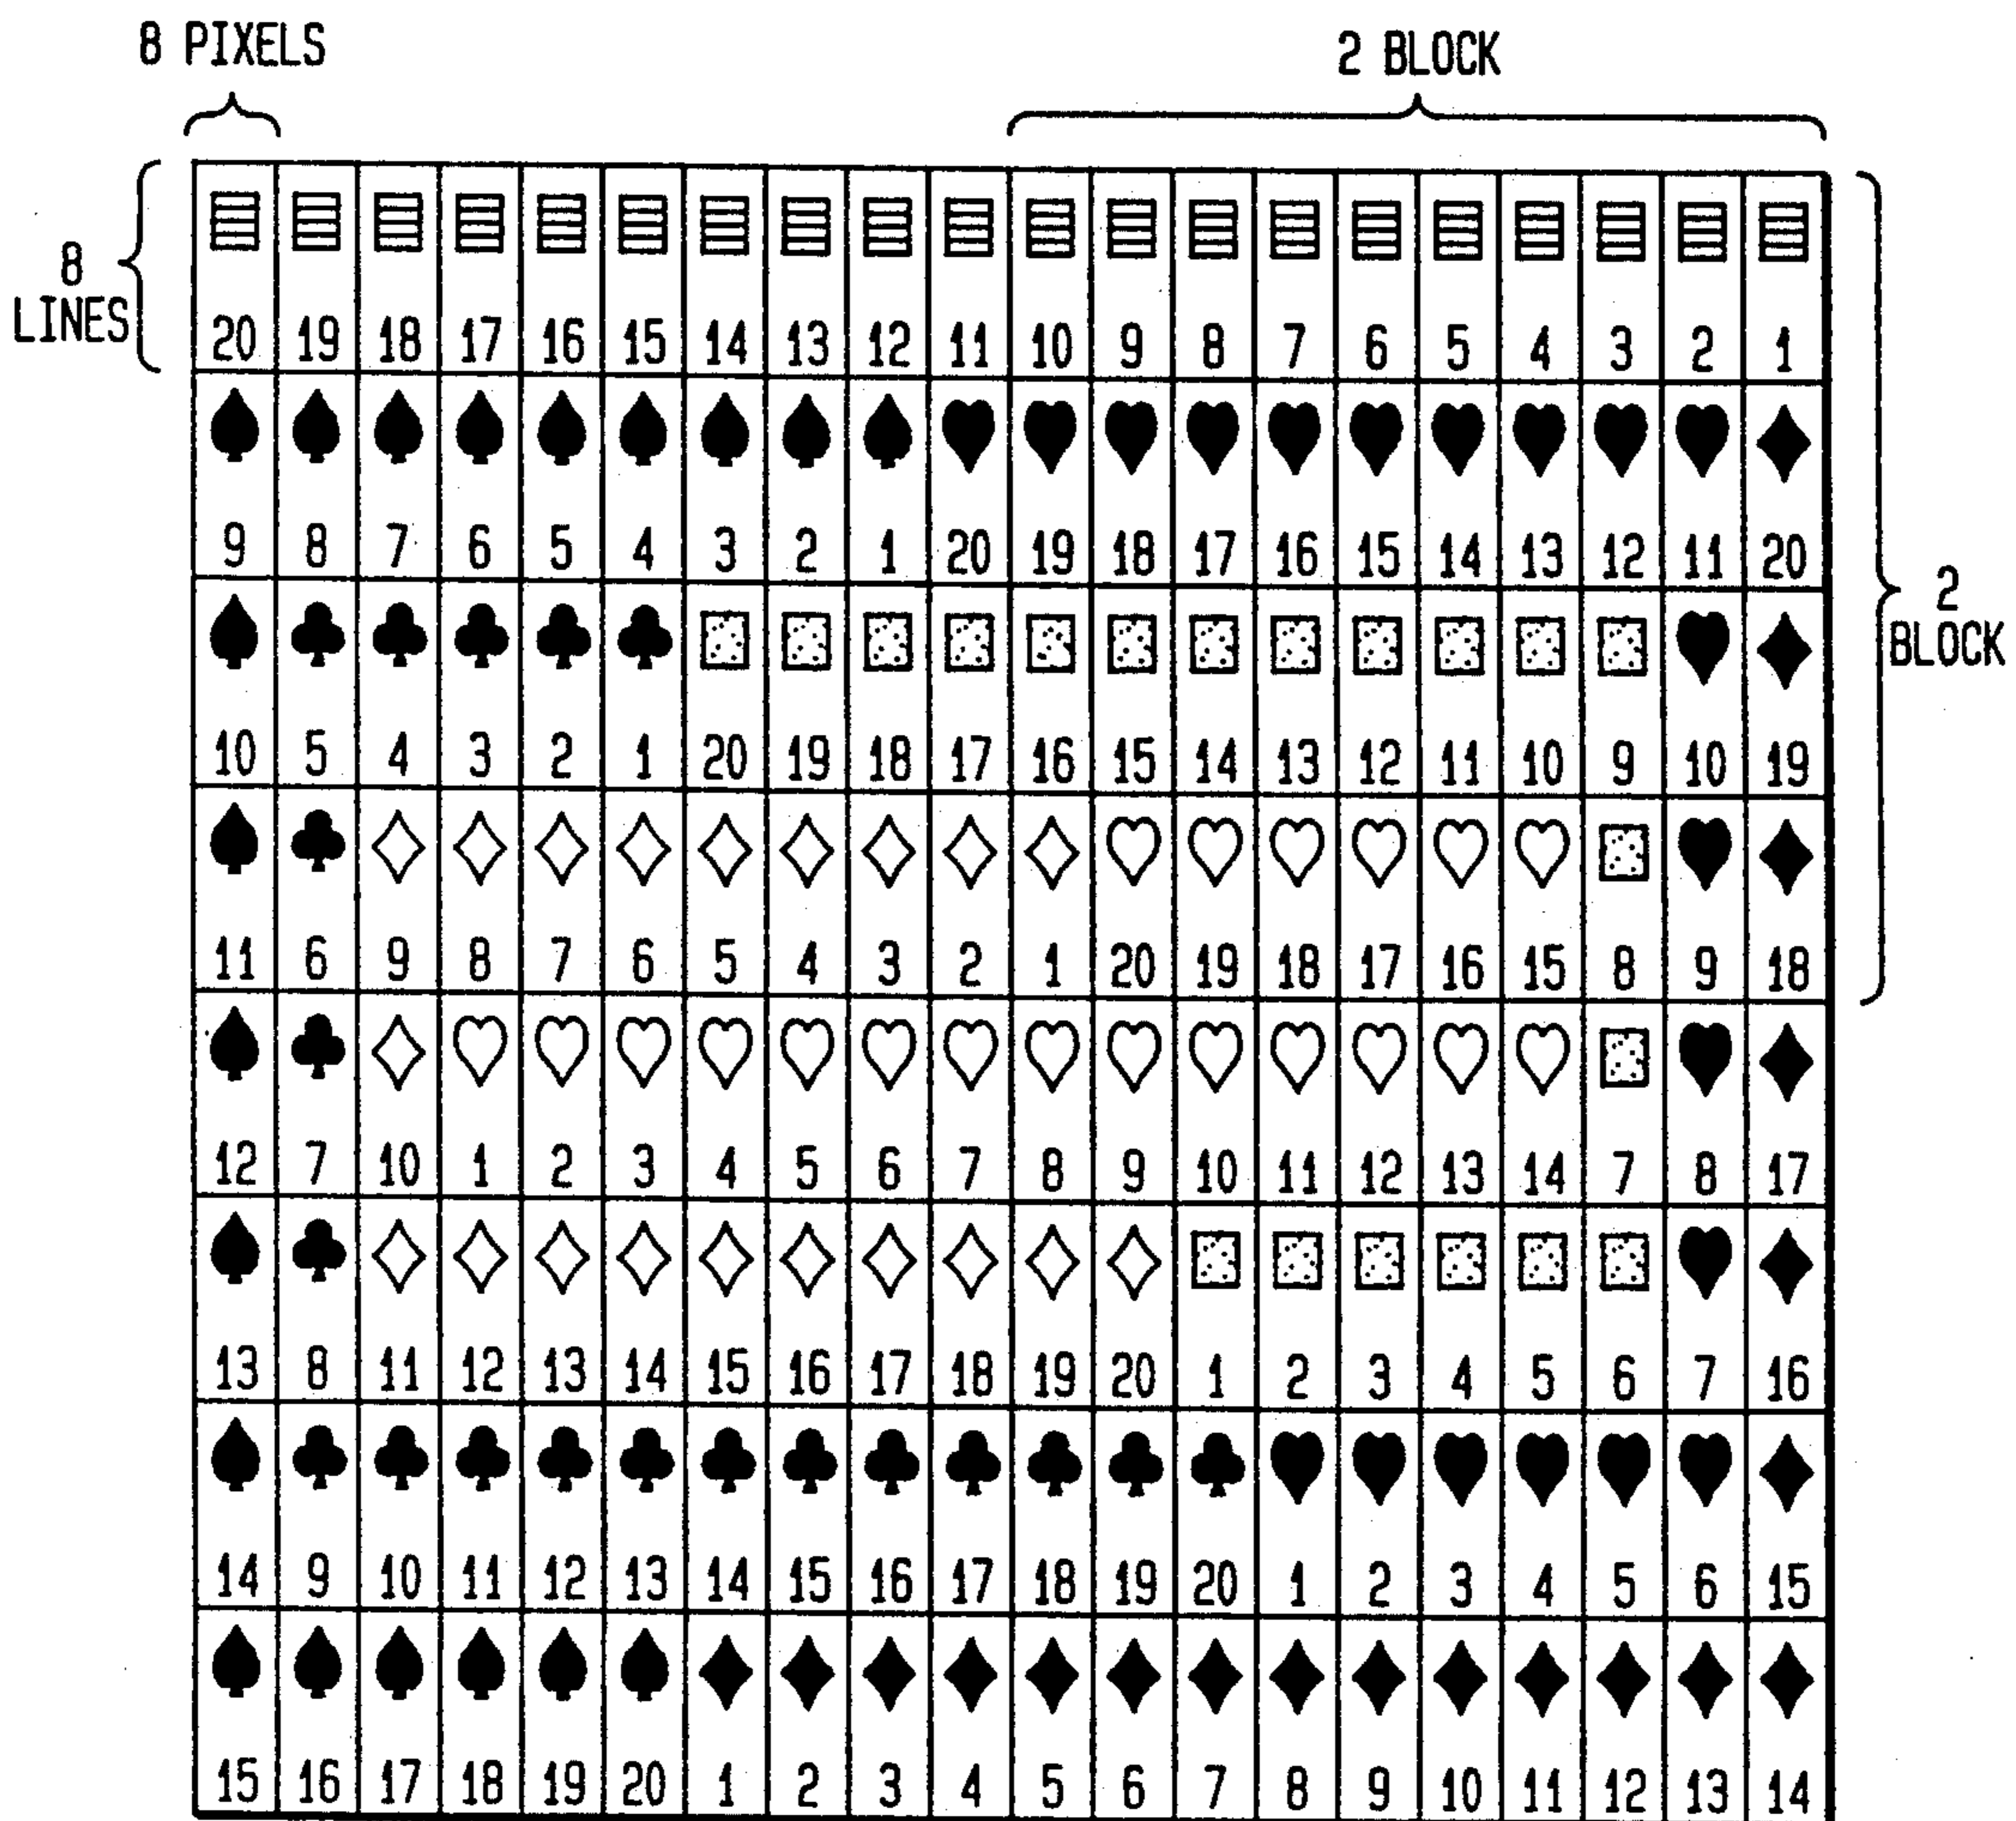 8 PIXELS
2 BLOCK
8
LINES
20 19 18 17 16 15 14 13 12 11 10 9 8 7 6 5 4 3 2 1
9 8 7 6 5 4 3 2 1 20 19 18 17 16 15 14 13 12 11 20
2
BLOCK
10 5 4 3 2 1 20 19 18 17 16 15 14 13 12 11 10 9 10 19
11 6 9 8 7 6 5 4 3 2 1 20 19 18 17 16 15 8 9 18
12 7 10 1 2 3 4 5 6 7 8 9 10 11 12 13 14 7 8 17
13 8 11 12 13 14 15 16 17 18 19 20 1 2 3 4 5 6 7 16
14 9 10 11 12 13 14 15 16 17 18 19 20 1 2 3 4 5 6 15
15 16 17 18 19 20 1 2 3 4 5 6 7 8 9 10 11 12 13 14